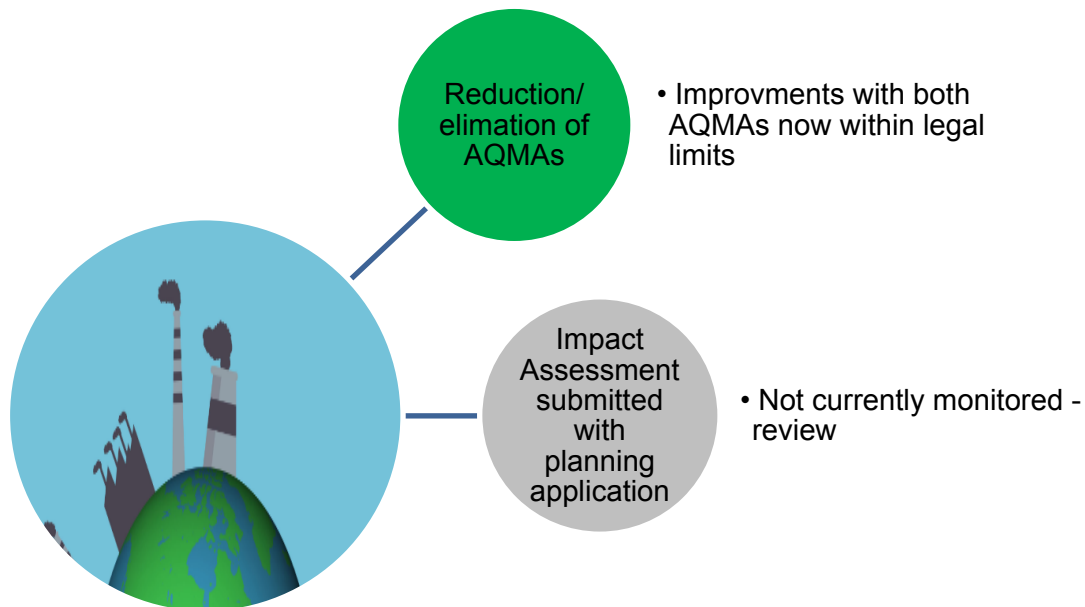 Reduction/
elimation of
AQMAs
• Improvments with both
AQMAs now within legal
limits
Impact
Assessment
submitted
with
planning
application
• Not currently monitored -
review